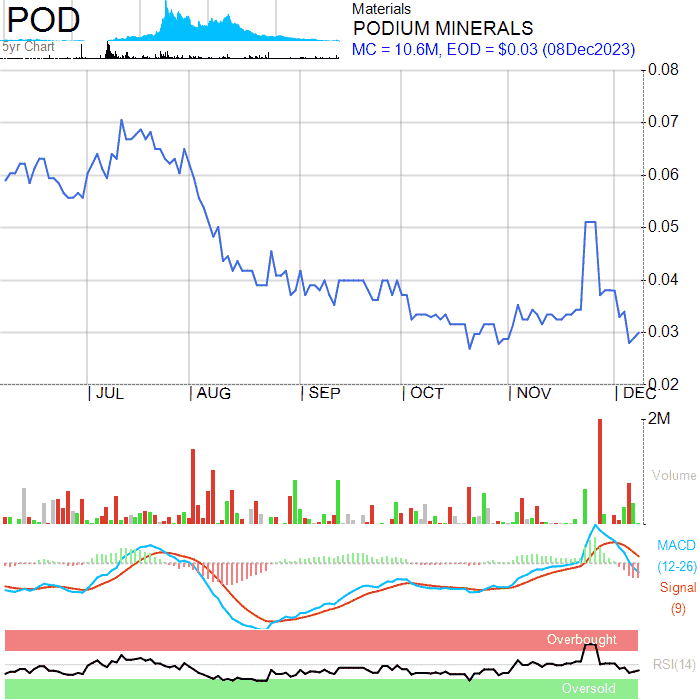 POD
5yr Chart
Materials
PODIUM MINERALS
MC = 10.6M, EOD = $0.03 (08Dec2023)
0.08
0.07
0.06
0.05
0.04
0.03
0.02
JUL
AUG
SEP
OCT
NOV
DEC
2M
Volume
MACD
(12-26)
Signal
(9)
Overbought
RSI(14)
Oversold